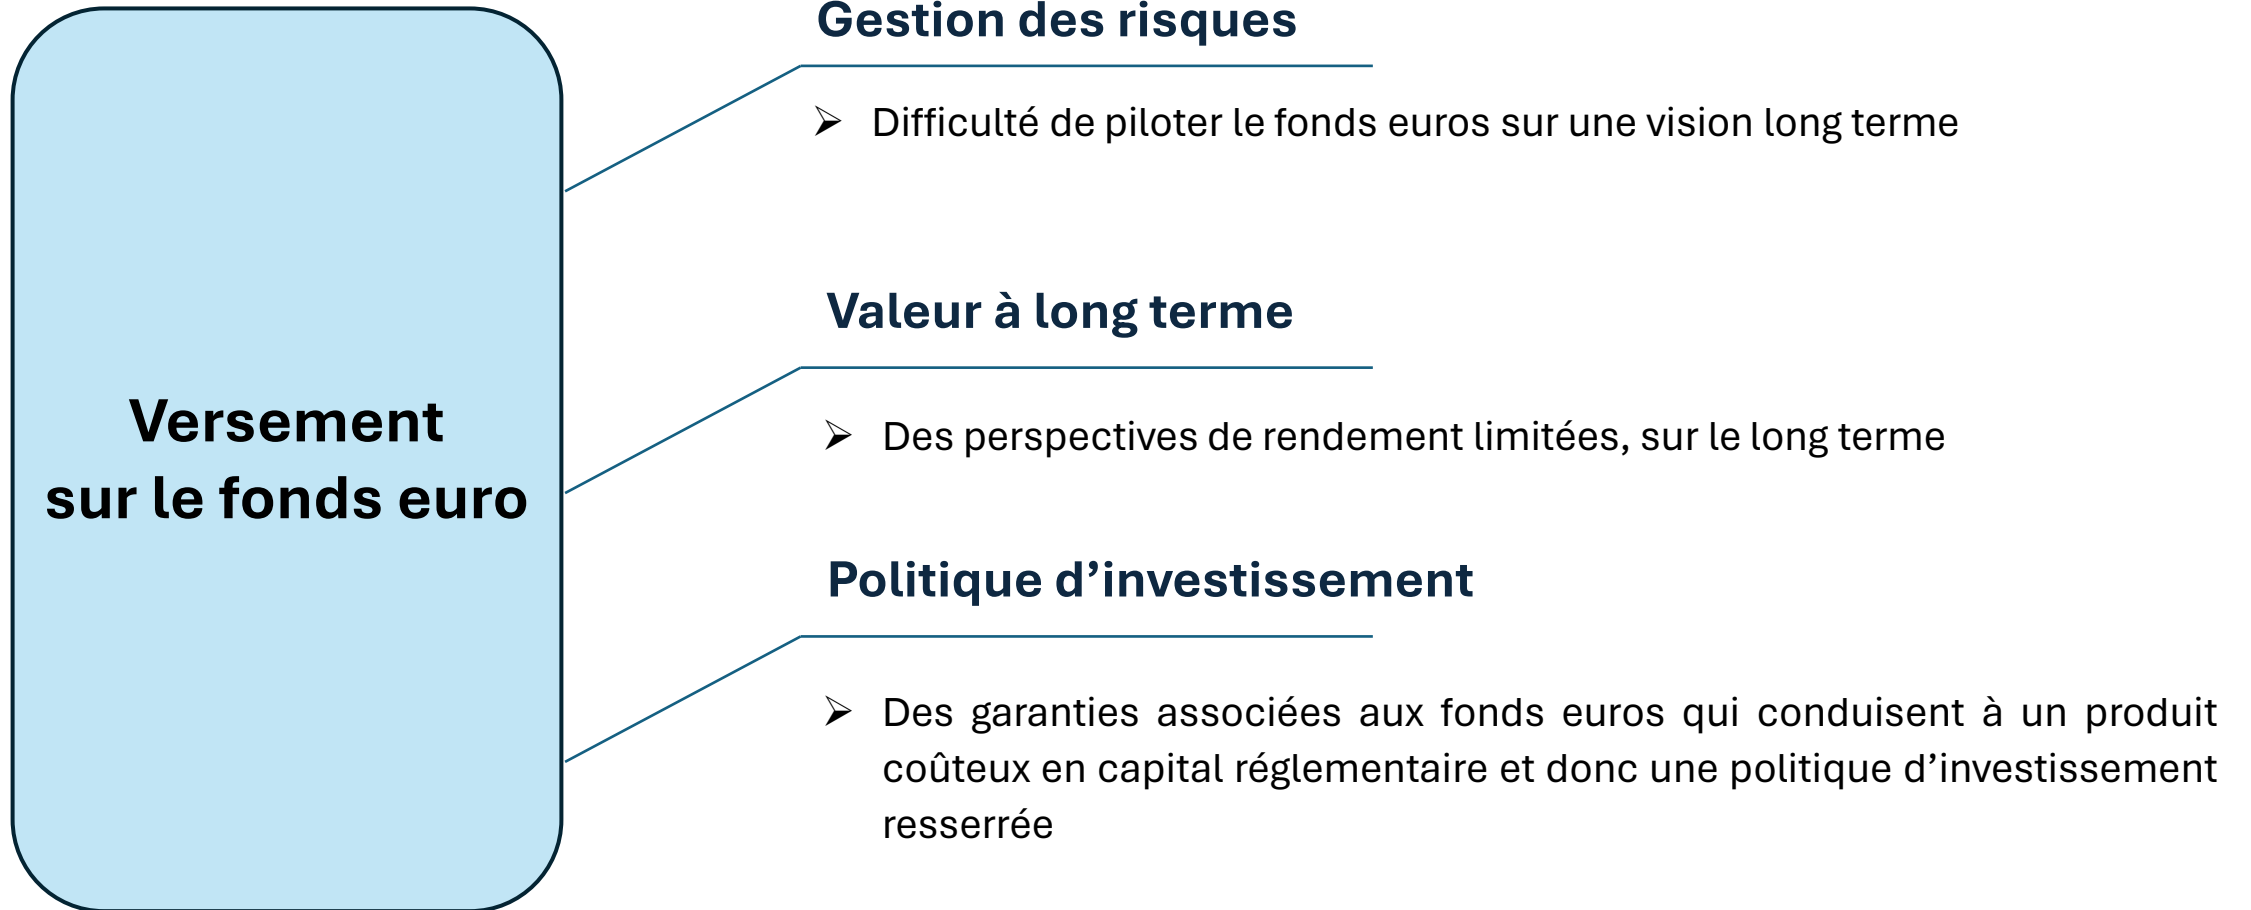 Gestion des risques
Difficulté de piloter le fonds euros sur une vision long terme
Valeur à long terme
Versement
sur le fonds euro
Des perspectives de rendement limitées, sur le long terme
Politique d’investissement
Des garanties associées aux fonds euros qui conduisent à un produit
coûteux en capital réglementaire et donc une politique d’investissement
resserrée